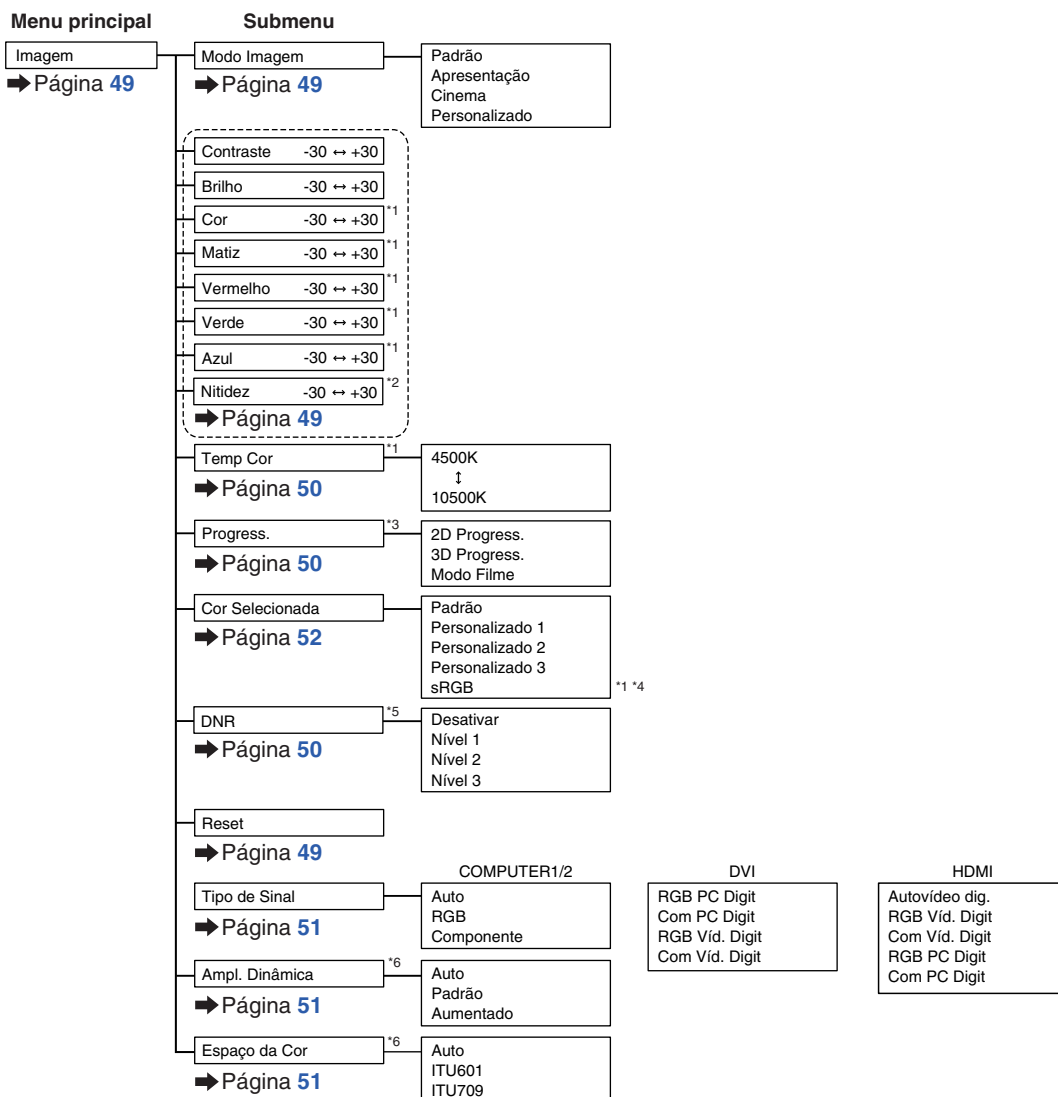 Menu principal Submenu
Imagem
➡ Página 49
Modo Imagem
➡ Página 49
Padrão
Apresentação
Cinema
Personalizado
Contraste -30 ↔ +30
Brilho -30 ↔ +30
Cor -30 ↔ +30 *1
Matiz -30 ↔ +30 *1
Vermelho -30 ↔ +30 *1
Verde -30 ↔ +30 *1
Azul -30 ↔ +30 *1
Nitidez -30 ↔ +30 *2
➡ Página 49
Temp Cor *1
➡ Página 50
4500K
↕
10500K
Progress. *3
➡ Página 50
2D Progress.
3D Progress.
Modo Filme
Cor Selecionada
➡ Página 52
Padrão
Personalizado 1
Personalizado 2
Personalizado 3
sRGB *1 *4
DNR *5
➡ Página 50
Desativar
Nível 1
Nível 2
Nível 3
Reset
➡ Página 49
Tipo de Sinal
➡ Página 51
COMPUTER1/2
Auto
RGB
Componente
DVI
RGB PC Digit
Com PC Digit
RGB Víd. Digit
Com Víd. Digit
HDMI
Autovídeo dig.
RGB Víd. Digit
Com Víd. Digit
RGB PC Digit
Com PC Digit
Ampl. Dinâmica *6
➡ Página 51
Auto
Padrão
Aumentado
Espaço da Cor *6
➡ Página 51
Auto
ITU601
ITU709